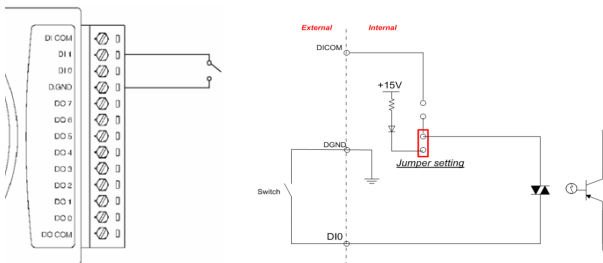 DI COM
DI 1
DI 0
D.GND
DO 7
DO 6
DO 5
DO 4
DO 3
DO 2
DO 1
DO 0
DO COM
External
Internal
DICOM
+15V
DGND
Jumper setting
Switch
DI0